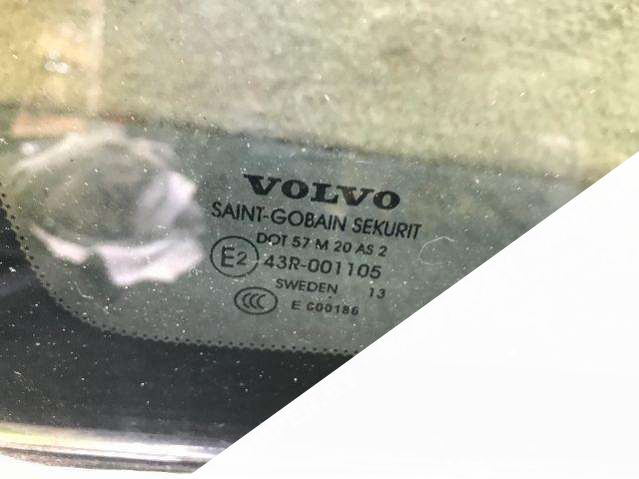 VOLVO
SAINT-GOBAIN SEKURIT
DOT 57 M 20 AS 2
E2 43R-001105
SWEDEN 13
CCC E 000186